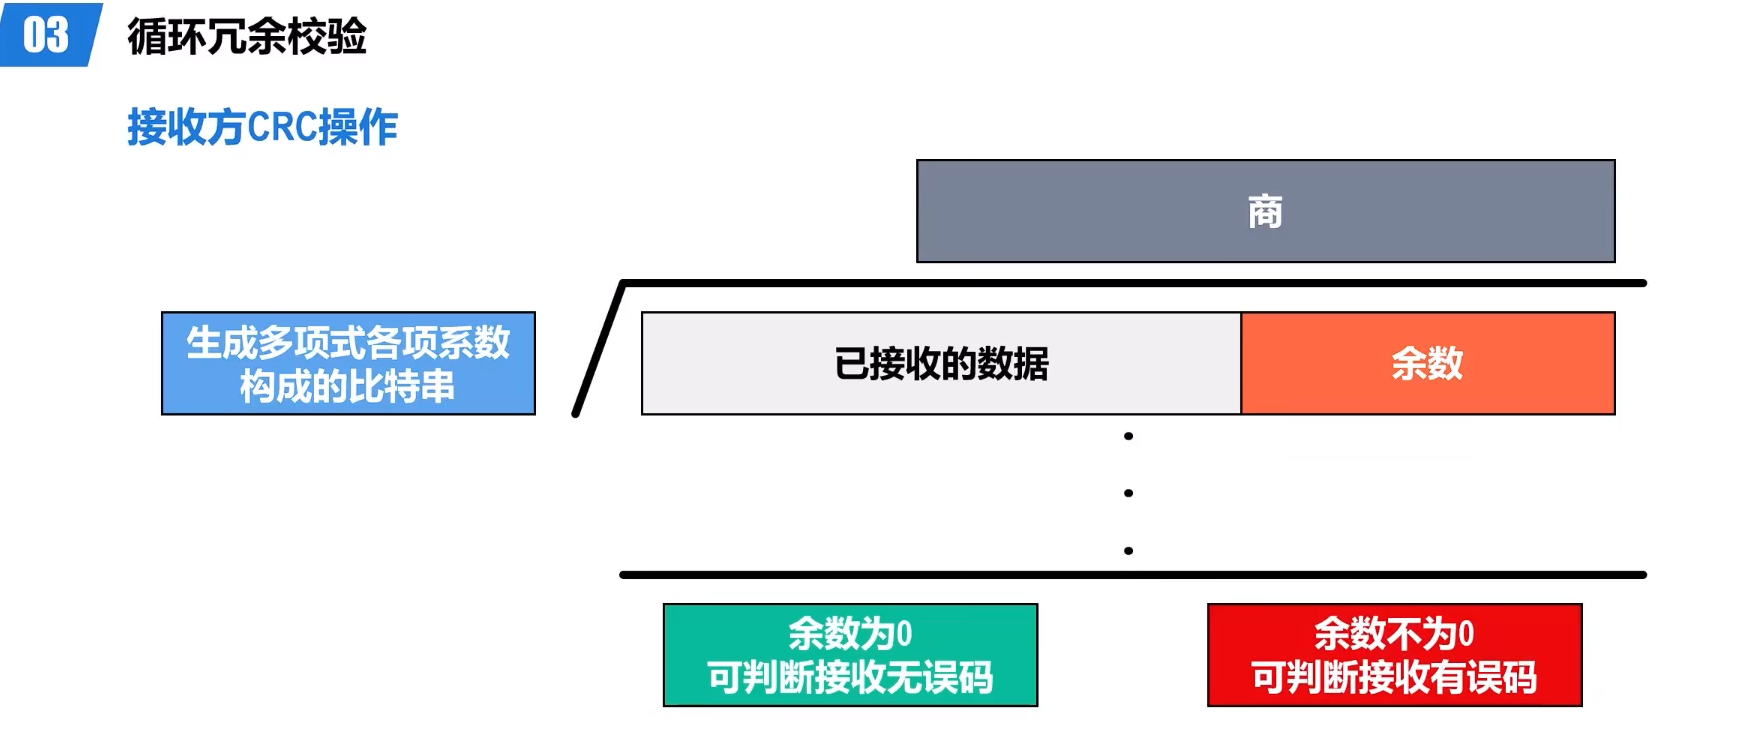 03
循环冗余校验
接收方CRC操作
商
生成多项式各项系数
构成的比特串
已接收的数据
余数
余数为0
可判断接收无误码
余数不为0
可判断接收有误码